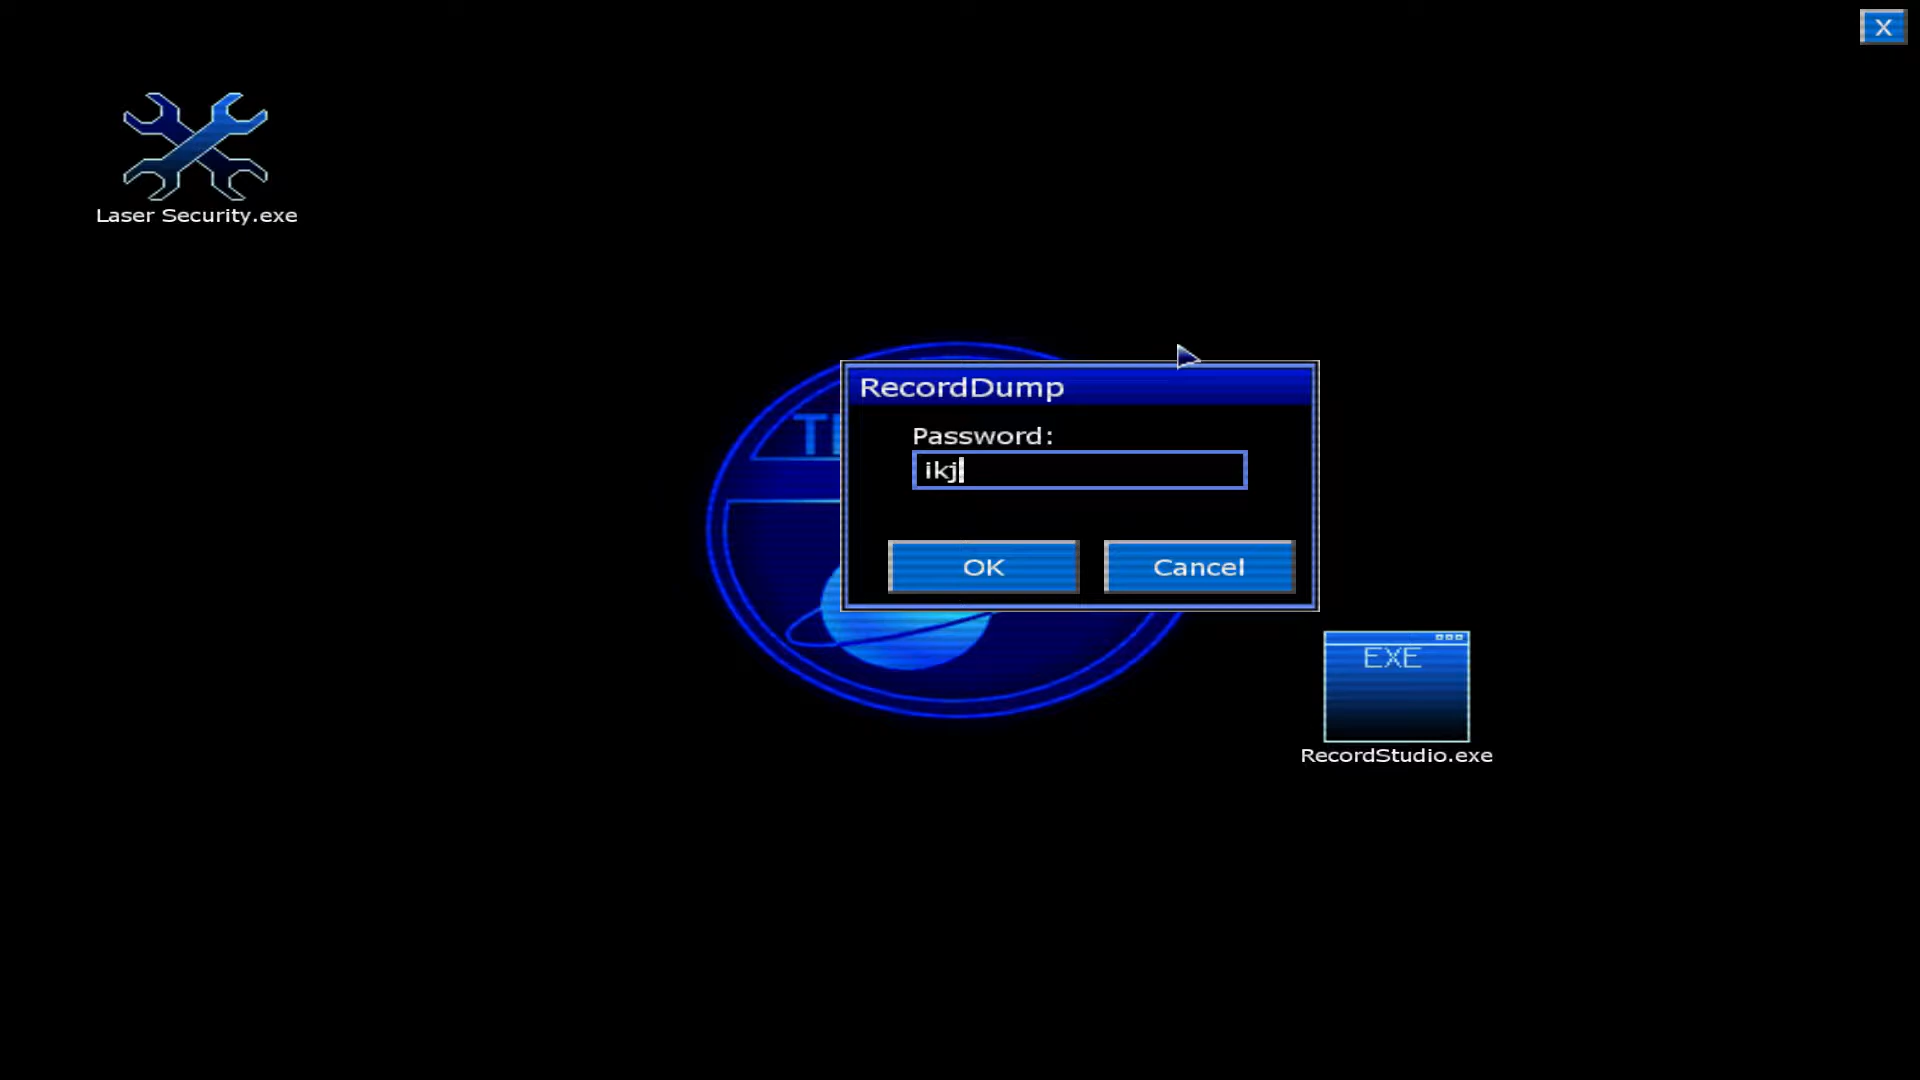 X
Laser Security.exe
RecordDump
Password:
ikj
OK
Cancel
EXE
RecordStudio.exe